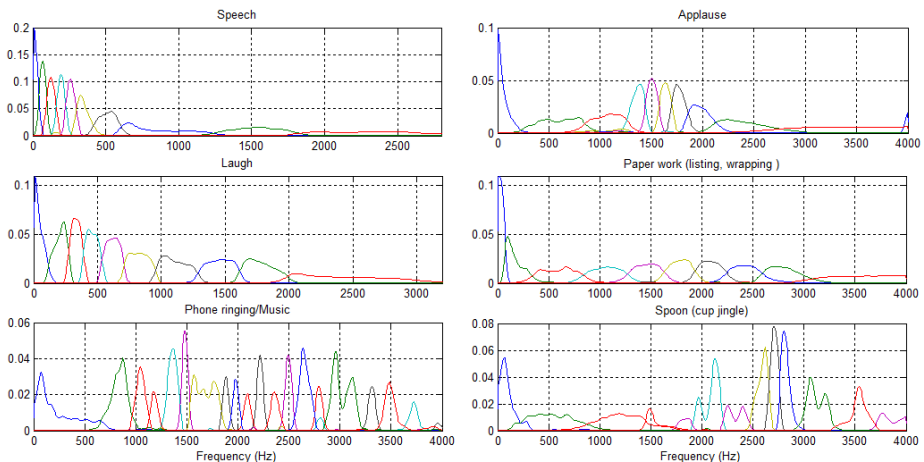 Speech
0.2
0.15
0.1
0.05
0
0 500 1000 1500 2000 2500
Applause
0.1
0.05
0
0 500 1000 1500 2000 2500 3000 3500 4000
Laugh
0.1
0.05
0
0 500 1000 1500 2000 2500 3000
Paper work (listing, wrapping )
0.1
0.05
0
0 500 1000 1500 2000 2500 3000 3500 4000
Phone ringing/Music
0.06
0.04
0.02
0
0 500 1000 1500 2000 2500 3000 3500 4000
Frequency (Hz)
Spoon (cup jingle)
0.08
0.06
0.04
0.02
0
0 500 1000 1500 2000 2500 3000 3500 4000
Frequency (Hz)